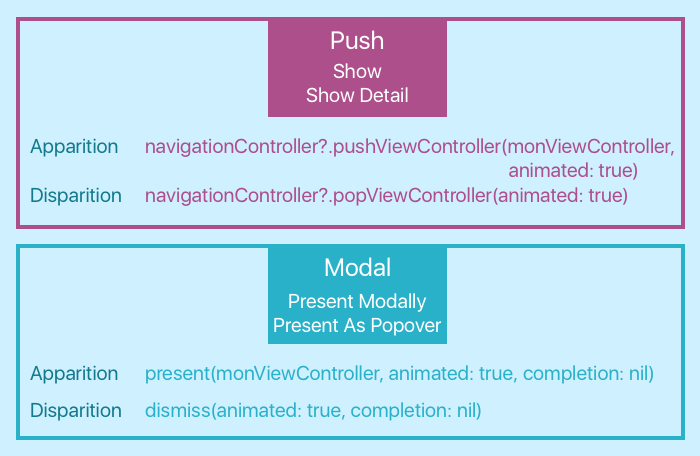 Push
Show
Show Detail
Apparition navigationController?.pushViewController(monViewController,
animated: true)
Disparition navigationController?.popViewController(animated: true)
Modal
Present Modally
Present As Popover
Apparition present(monViewController, animated: true, completion: nil)
Disparition dismiss(animated: true, completion: nil)